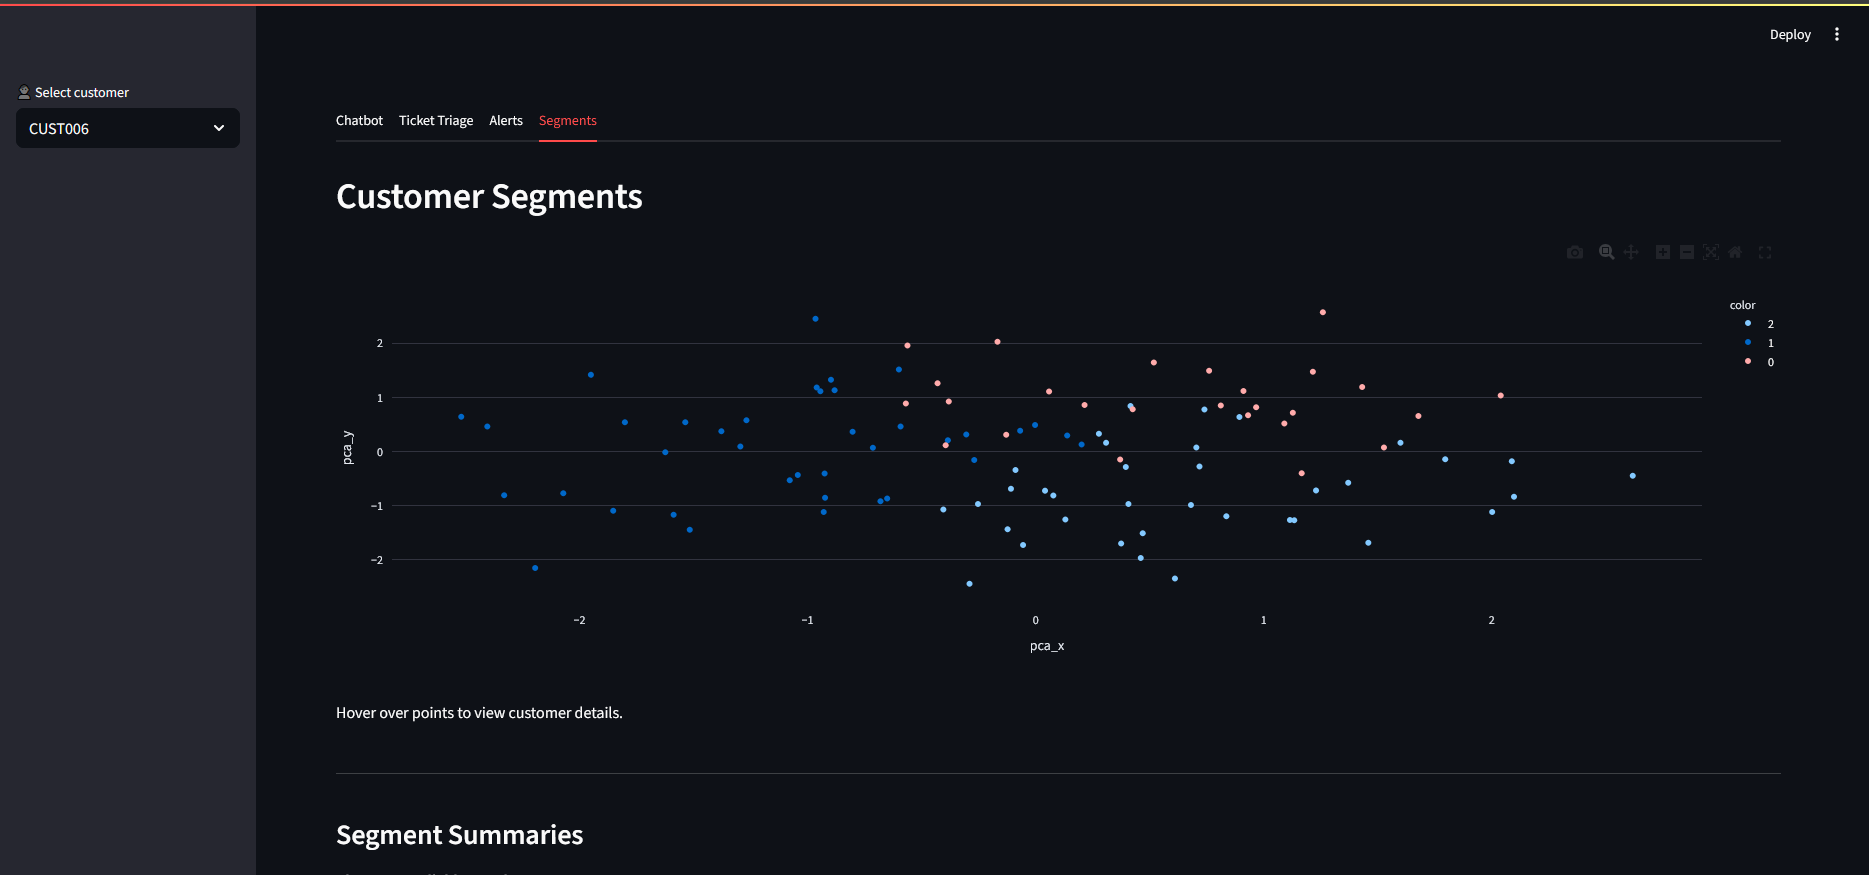 Deploy
Select customer
CUST006
Chatbot Ticket Triage Alerts Segments
Customer Segments
color
2
1
0
2
1
0
−1
−2
pca_y
−2 −1 0 1 2
pca_x
Hover over points to view customer details.
Segment Summaries